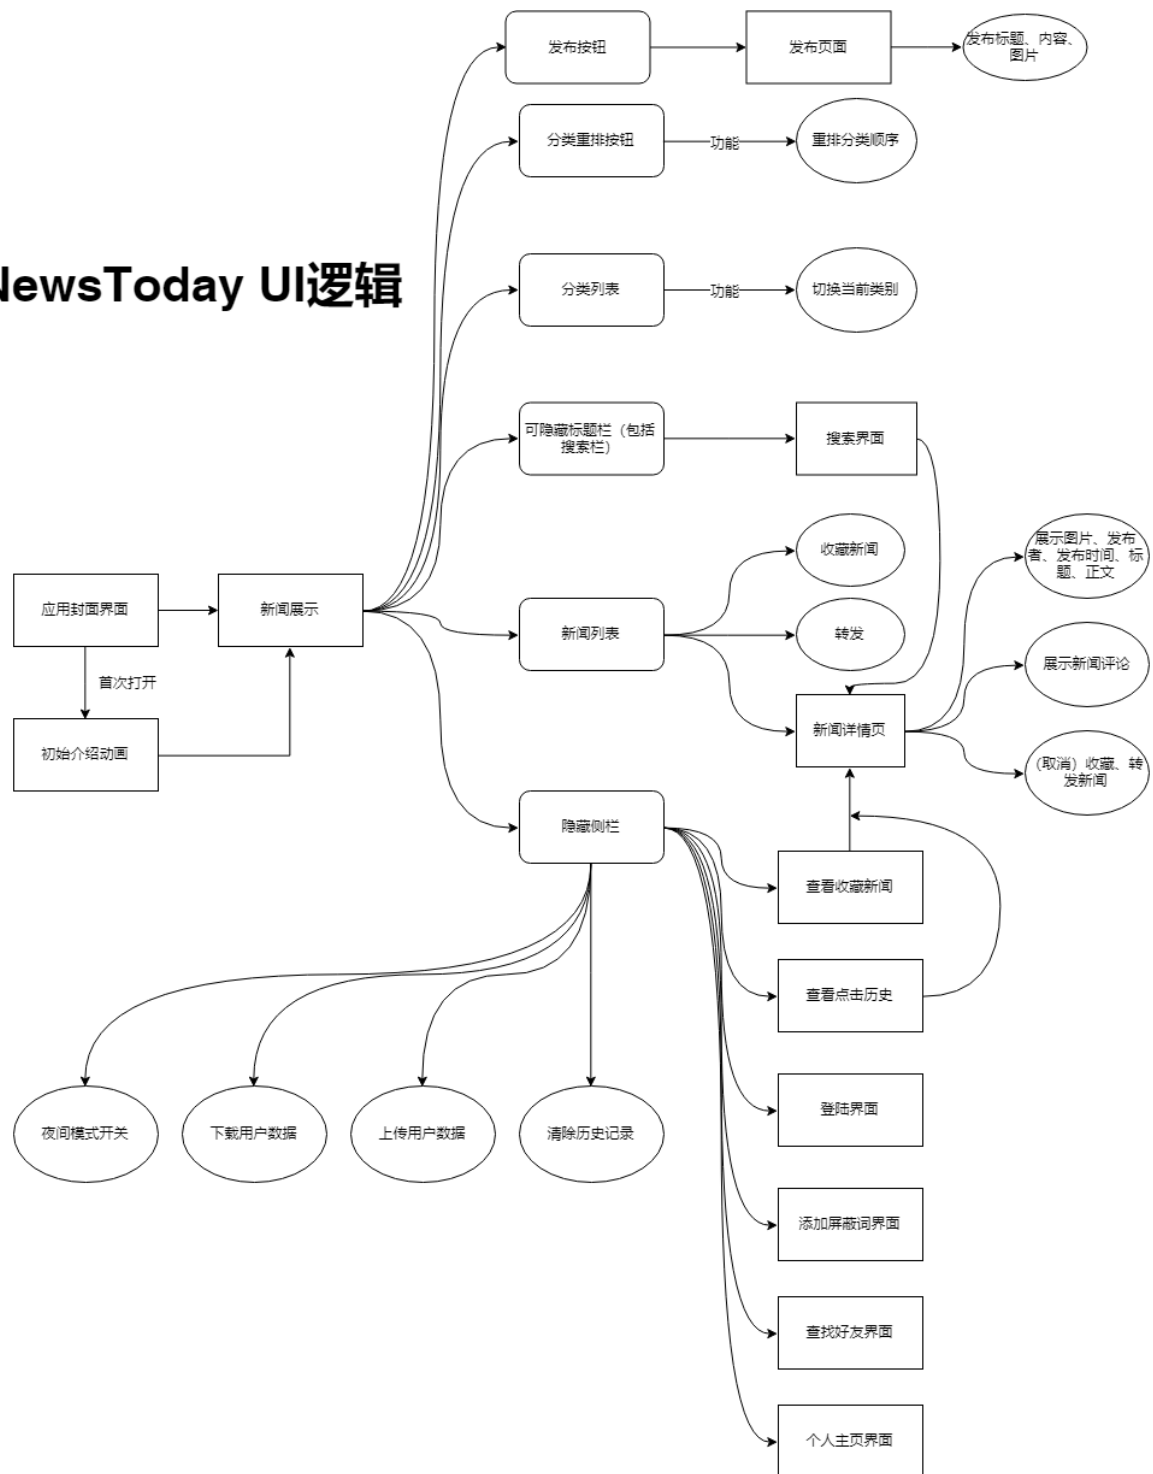 发布按钮
发布页面
发布标题、内容、
图片
分类重排按钮
功能
重排分类顺序
NewsToday UI逻辑
分类列表
功能
切换当前类别
可隐藏标题栏（包括
搜索栏）
搜索界面
收藏新闻
展示图片、发布
者、发布时间、标
题、正文
应用封面界面
新闻展示
新闻列表
转发
展示新闻评论
首次打开
初始介绍动画
新闻详情页
（取消）收藏、转
发新闻
隐藏侧栏
查看收藏新闻
查看点击历史
夜间模式开关
下载用户数据
上传用户数据
清除历史记录
登陆界面
添加屏蔽词界面
查找好友界面
个人主页界面